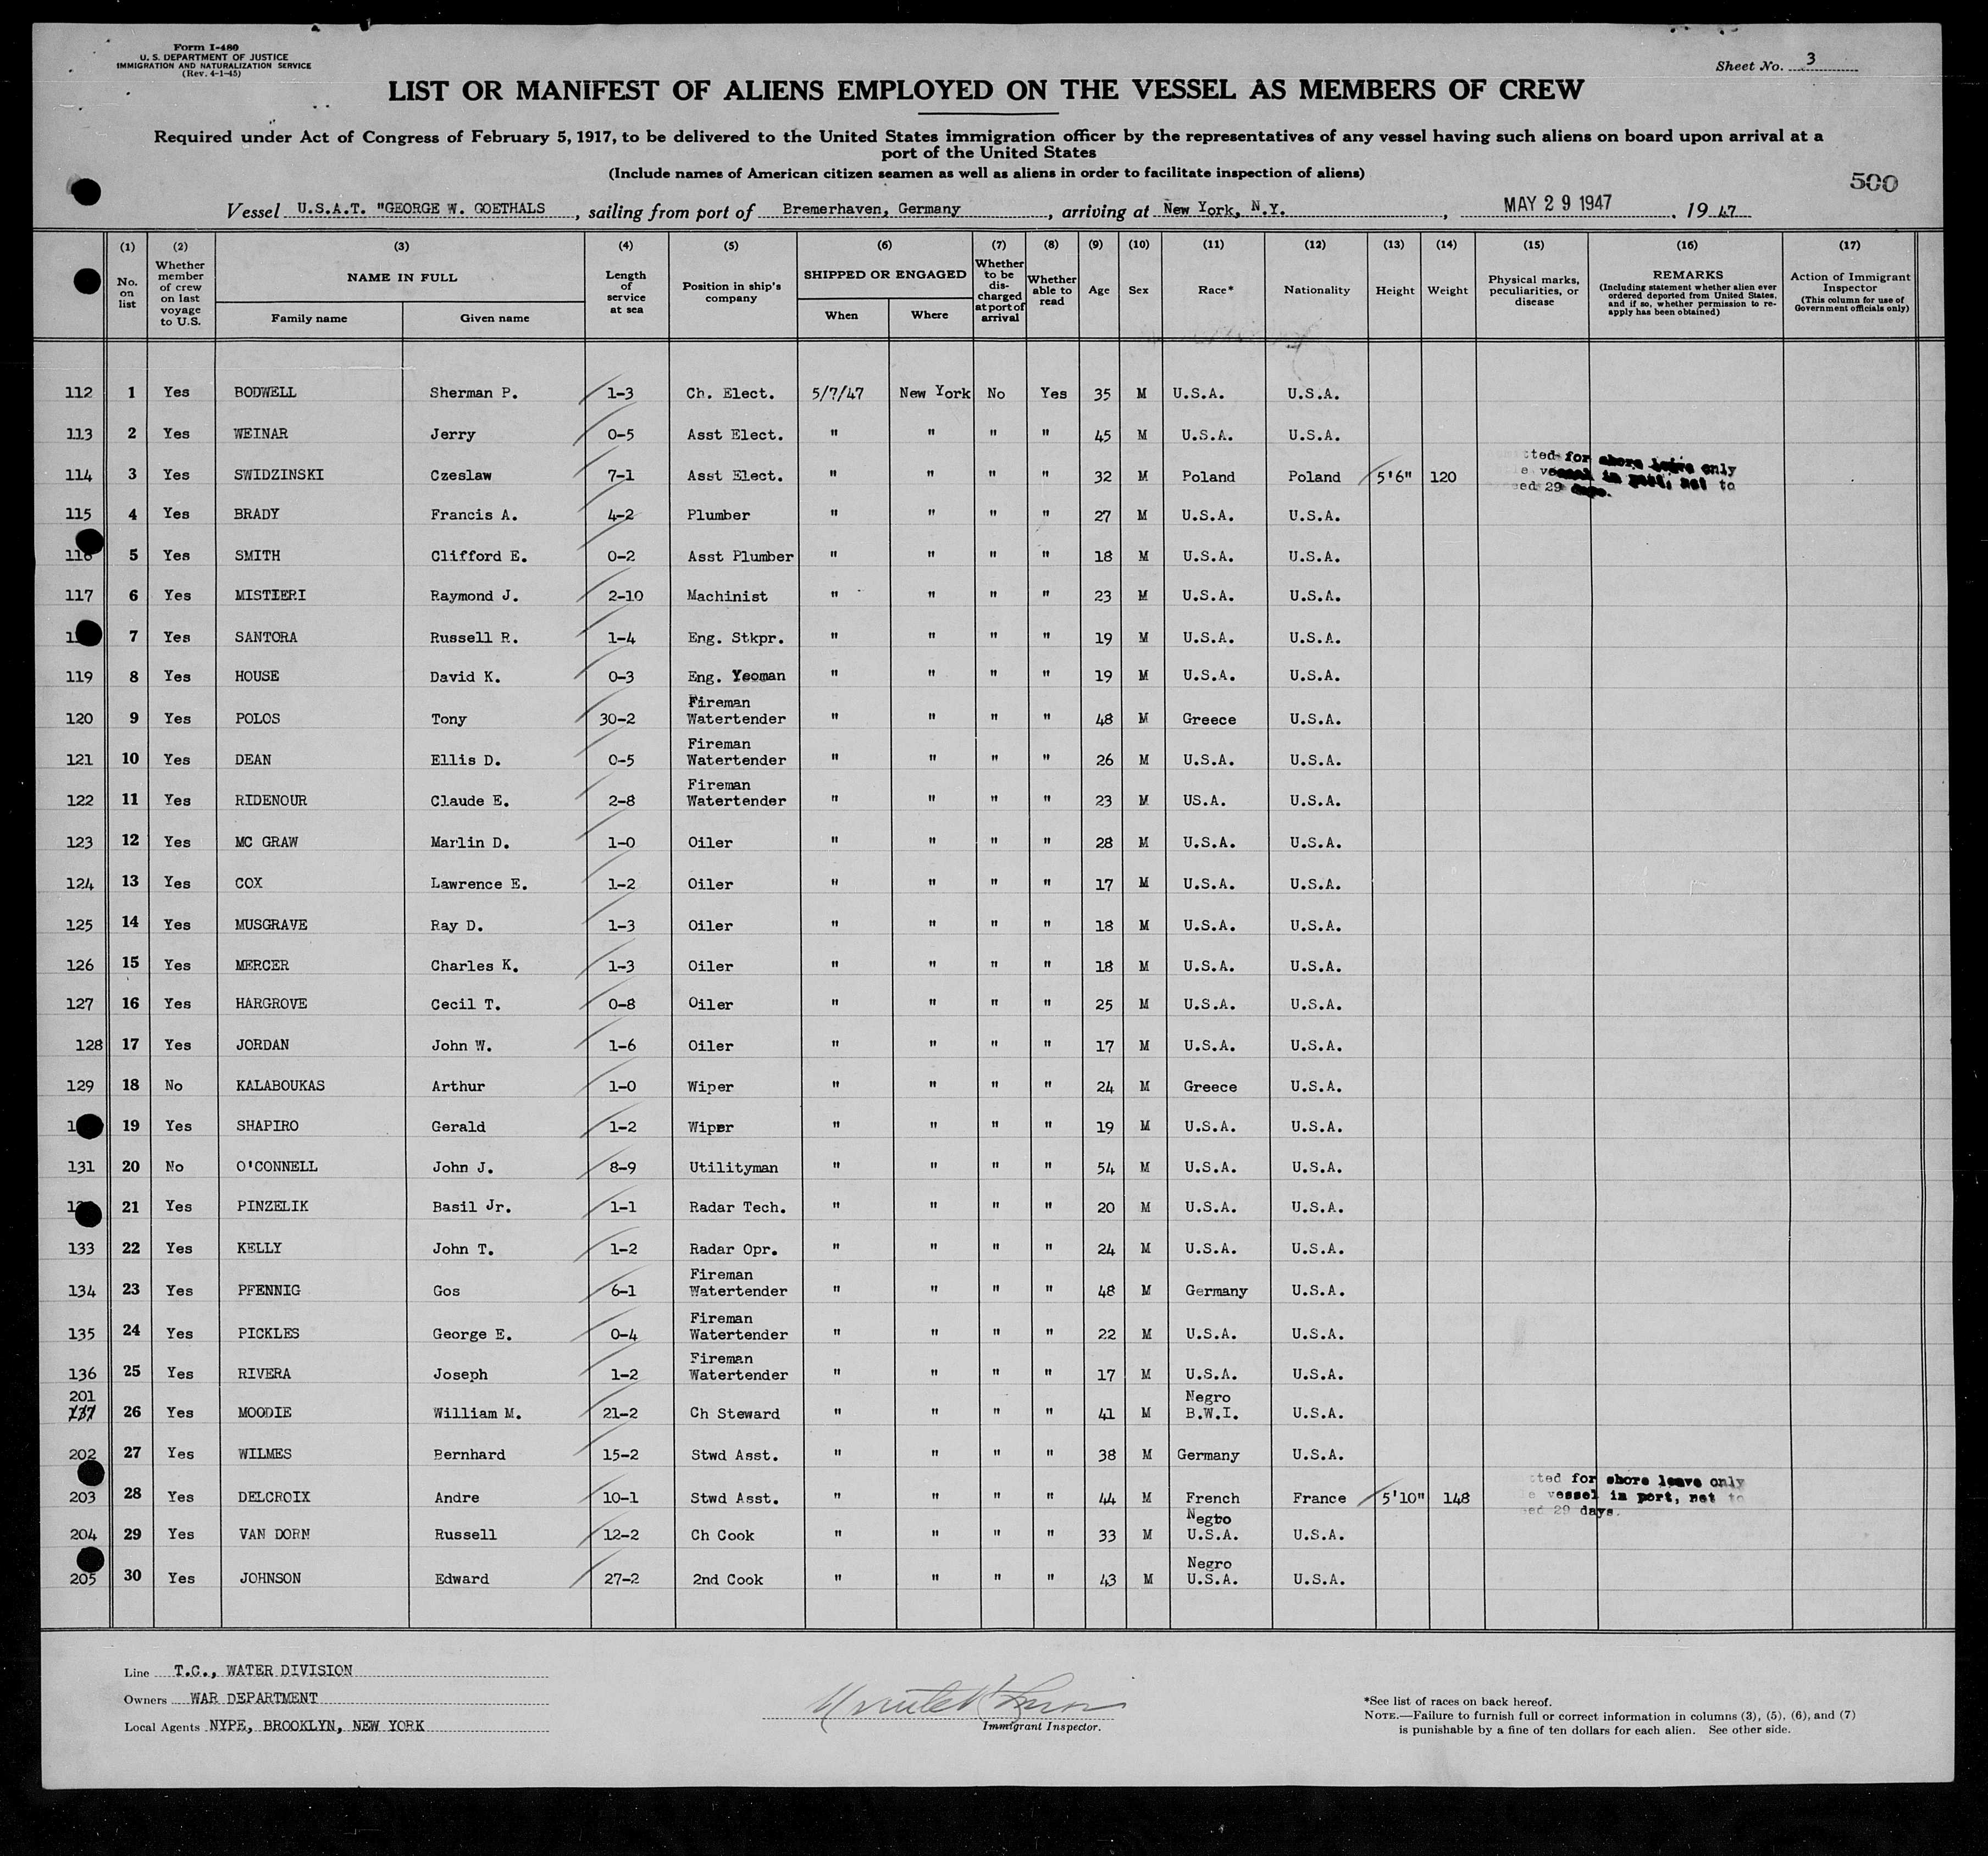 Form I-480
U. S. DEPARTMENT OF JUSTICE
IMMIGRATION AND NATURALIZATION SERVICE
(Rev. 4-1-45)
Sheet No. 3
LIST OR MANIFEST OF ALIENS EMPLOYED ON THE VESSEL AS MEMBERS OF CREW
Required under Act of Congress of February 5, 1917, to be delivered to the United States immigration officer by the representatives of any vessel having such aliens on board upon arrival at a
port of the United States
(Include names of American citizen seamen as well as aliens in order to facilitate inspection of aliens)
500
Vessel U.S.A.T. "GEORGE W. GOETHALS, sailing from port of Bremerhaven, Germany, arriving at New York, N.Y., MAY 29 1947, 19 47
(1) No. on list
(2) Whether member of crew on last voyage to U.S.
(3) NAME IN FULL Family name Given name
(4) Length of service at sea
(5) Position in ship's company
(6) SHIPPED OR ENGAGED When Where
(7) Whether to be discharged at port of arrival
(8) Whether able to read
(9) Age
(10) Sex
(11) Race*
(12) Nationality
(13) Height
(14) Weight
(15) Physical marks, peculiarities, or disease
(16) REMARKS (Including statement whether alien ever ordered deported from United States, and if so, whether permission to re-apply has been obtained)
(17) Action of Immigrant Inspector (This column for use of Government officials only)
112 1 Yes BODWELL Sherman P. 1-3 Ch. Elect. 5/7/47 New York No Yes 35 M U.S.A. U.S.A.
113 2 Yes WEINAR Jerry 0-5 Asst Elect. " " " " 45 M U.S.A. U.S.A.
114 3 Yes SWIDZINSKI Czeslaw 7-1 Asst Elect. " " " " 32 M Poland Poland 5'6" 120 for shore leave only vessel in port, not to 29 days.
115 4 Yes BRADY Francis A. 4-2 Plumber " " " " 27 M U.S.A. U.S.A.
116 5 Yes SMITH Clifford E. 0-2 Asst Plumber " " " " 18 M U.S.A. U.S.A.
117 6 Yes MISTIERI Raymond J. 2-10 Machinist " " " " 23 M U.S.A. U.S.A.
7 Yes SANTORA Russell R. 1-4 Eng. Stkpr. " " " " 19 M U.S.A. U.S.A.
119 8 Yes HOUSE David K. 0-3 Eng. Yeoman " " " " 19 M U.S.A. U.S.A.
120 9 Yes POLOS Tony 30-2 Fireman Watertender " " " " 48 M Greece U.S.A.
121 10 Yes DEAN Ellis D. 0-5 Fireman Watertender " " " " 26 M U.S.A. U.S.A.
122 11 Yes RIDENOUR Claude E. 2-8 Fireman Watertender " " " " 23 M US.A. U.S.A.
123 12 Yes MC GRAW Marlin D. 1-0 Oiler " " " " 28 M U.S.A. U.S.A.
124 13 Yes COX Lawrence E. 1-2 Oiler " " " " 17 M U.S.A. U.S.A.
125 14 Yes MUSGRAVE Ray D. 1-3 Oiler " " " " 18 M U.S.A. U.S.A.
126 15 Yes MERCER Charles K. 1-3 Oiler " " " " 18 M U.S.A. U.S.A.
127 16 Yes HARGROVE Cecil T. 0-8 Oiler " " " " 25 M U.S.A. U.S.A.
128 17 Yes JORDAN John W. 1-6 Oiler " " " " 17 M U.S.A. U.S.A.
129 18 No KALABOUKAS Arthur 1-0 Wiper " " " " 24 M Greece U.S.A.
19 Yes SHAPIRO Gerald 1-2 Wiper " " " " 19 M U.S.A. U.S.A.
131 20 No O'CONNELL John J. 8-9 Utilityman " " " " 54 M U.S.A. U.S.A.
21 Yes PINZELIK Basil Jr. 1-1 Radar Tech. " " " " 20 M U.S.A. U.S.A.
133 22 Yes KELLY John T. 1-2 Radar Opr. " " " " 24 M U.S.A. U.S.A.
134 23 Yes PFENNIG Gos 6-1 Fireman Watertender " " " " 48 M Germany U.S.A.
135 24 Yes PICKLES George E. 0-4 Fireman Watertender " " " " 22 M U.S.A. U.S.A.
136 25 Yes RIVERA Joseph 1-2 Fireman Watertender " " " " 17 M U.S.A. U.S.A.
201 137 26 Yes MOODIE William M. 21-2 Ch Steward " " " " 41 M Negro B.W.I. U.S.A.
202 27 Yes WILMES Bernhard 15-2 Stwd Asst. " " " " 38 M Germany U.S.A.
203 28 Yes DELCROIX Andre 10-1 Stwd Asst. " " " " 44 M French France 5'10" 148 for shore leave only vessel in port, not to 29 days.
204 29 Yes VAN DORN Russell 12-2 Ch Cook " " " " 33 M Negro U.S.A. U.S.A.
205 30 Yes JOHNSON Edward 27-2 2nd Cook " " " " 43 M Negro U.S.A. U.S.A.
Line T.C., WATER DIVISION
Owners WAR DEPARTMENT
Local Agents NYPE, BROOKLYN, NEW YORK
Immigrant Inspector.
*See list of races on back hereof.
NOTE.—Failure to furnish full or correct information in columns (3), (5), (6), and (7)
is punishable by a fine of ten dollars for each alien. See other side.